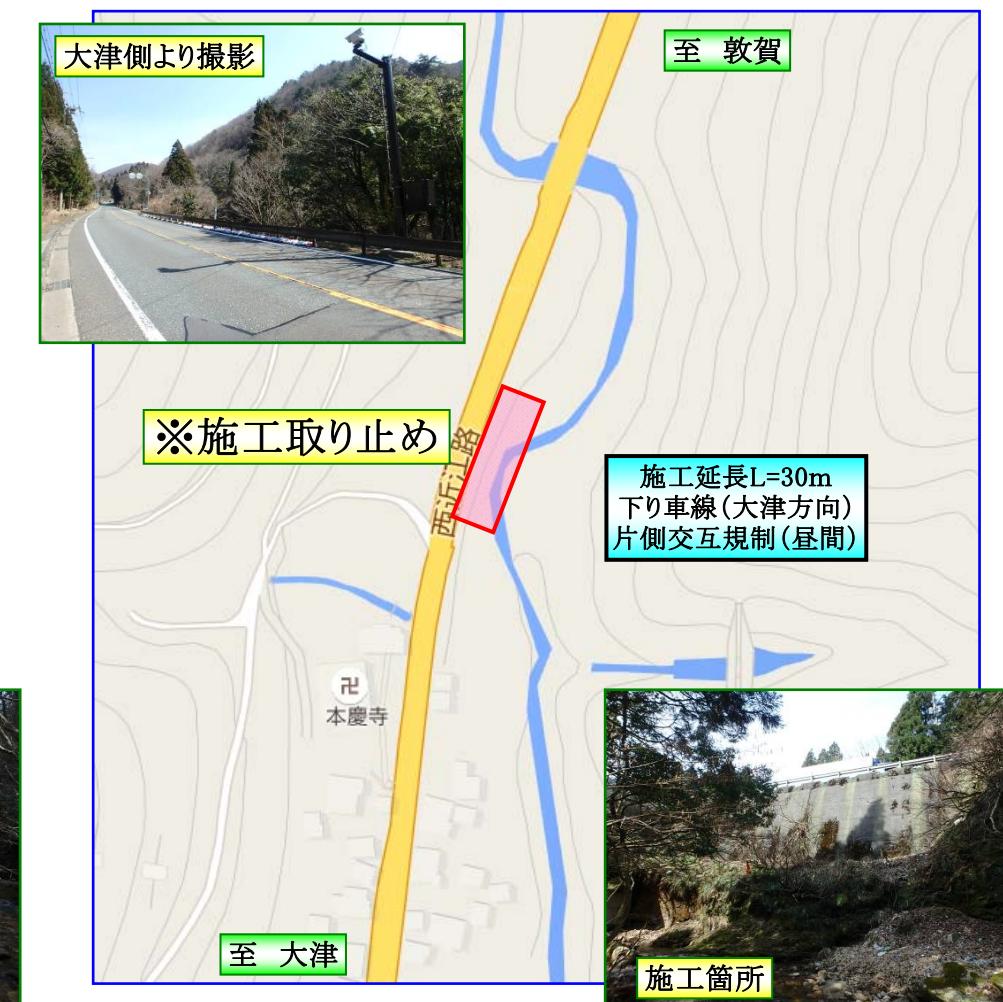 大津側より撮影
至 敦賀
※施工取り止め
西近江路
施工延長L=30m
下り車線(大津方向)
片側交互規制(昼間)
卍
本慶寺
至 大津
施工箇所